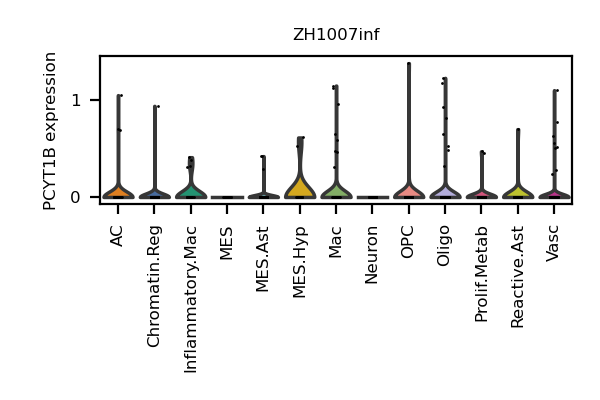 ZH1007inf
PCYT1B expression
1
0
AC
Chromatin.Reg
Inflammatory.Mac
MES
MES.Ast
MES.Hyp
Mac
Neuron
OPC
Oligo
Prolif.Metab
Reactive.Ast
Vasc